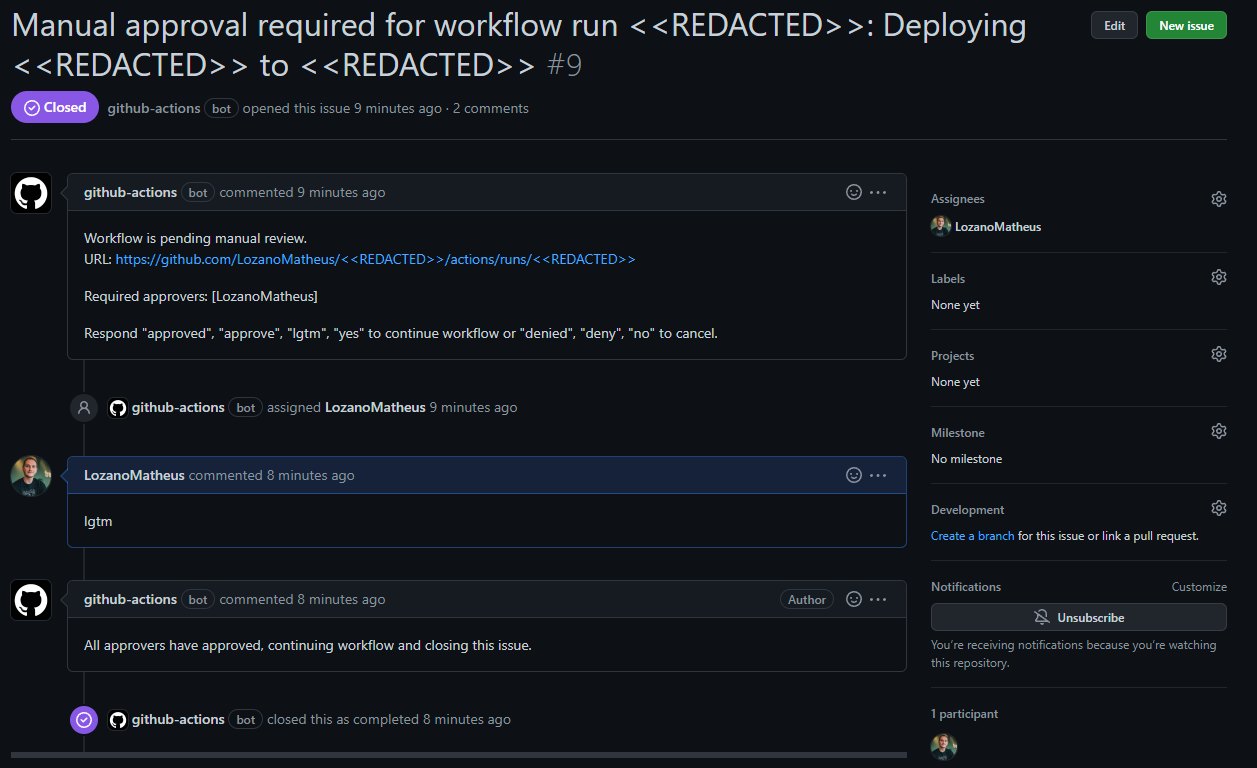 Manual approval required for workflow run <<REDACTED>>: Deploying
<<REDACTED>> to <<REDACTED>> #9
Edit
New issue
Closed
github-actions bot opened this issue 9 minutes ago · 2 comments
github-actions bot commented 9 minutes ago
Workflow is pending manual review.
URL: https://github.com/LozanoMatheus/<<REDACTED>>/actions/runs/<<REDACTED>>
Required approvers: [LozanoMatheus]
Respond "approved", "approve", "lgtm", "yes" to continue workflow or "denied", "deny", "no" to cancel.
github-actions bot assigned LozanoMatheus 9 minutes ago
LozanoMatheus commented 8 minutes ago
lgtm
github-actions bot commented 8 minutes ago
Author
All approvers have approved, continuing workflow and closing this issue.
github-actions bot closed this as completed 8 minutes ago
Assignees
LozanoMatheus
Labels
None yet
Projects
None yet
Milestone
No milestone
Development
Create a branch for this issue or link a pull request.
Notifications
Customize
Unsubscribe
You're receiving notifications because you're watching
this repository.
1 participant